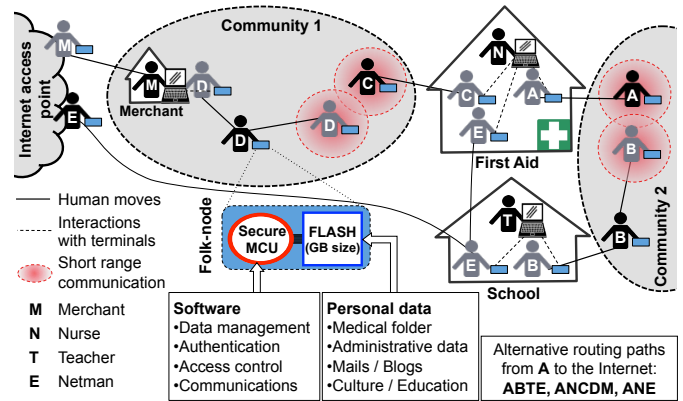 Community 1
Internet access
point
M
E
M
Merchant
D
D
D
C
N
C
A
E
First Aid
A
B
B
Community 2
T
E
B
School
Human moves
Interactions
with terminals
Short range
communication
M Merchant
N Nurse
T Teacher
E Netman
Folk-node
Secure
MCU
FLASH
(GB size)
Software
•Data management
•Authentication
•Access control
•Communications
Personal data
•Medical folder
•Administrative data
•Mails / Blogs
•Culture / Education
Alternative routing paths
from A to the Internet:
ABTE, ANCDM, ANE